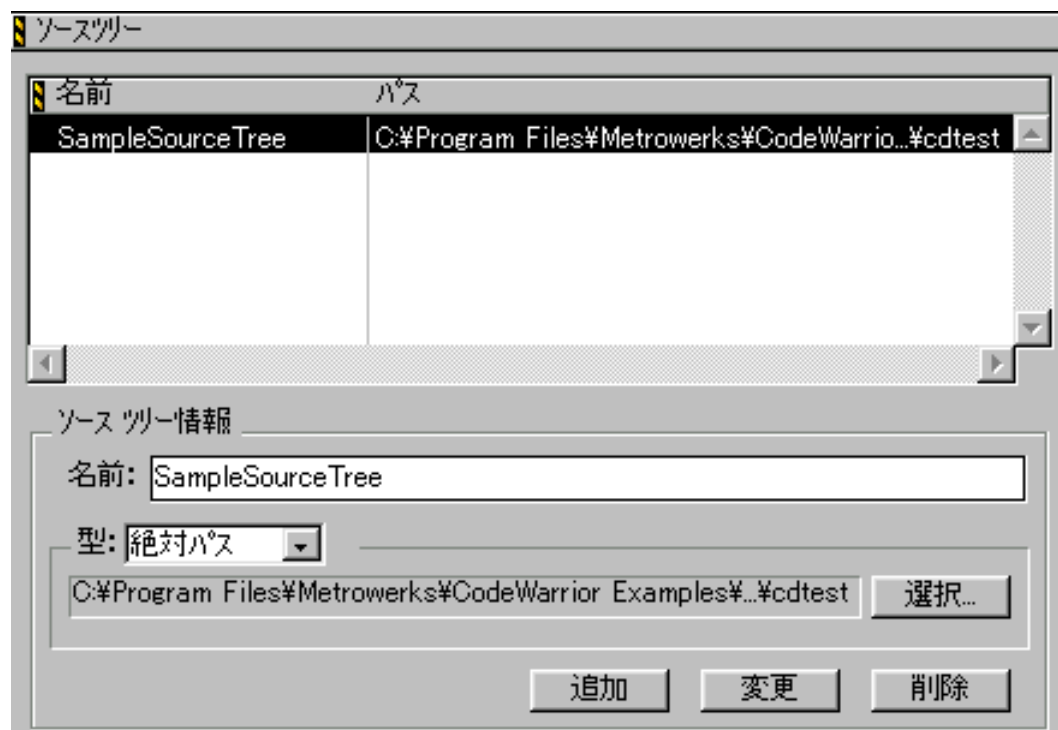 ソースツリー
名前 パス
SampleSourceTree C:¥Program Files¥Metrowerks¥CodeWarrio...¥cdtest
ソース ツリー情報
名前: SampleSourceTree
型: 絶対パス
C:¥Program Files¥Metrowerks¥CodeWarrior Examples¥...¥cdtest 選択...
追加 変更 削除